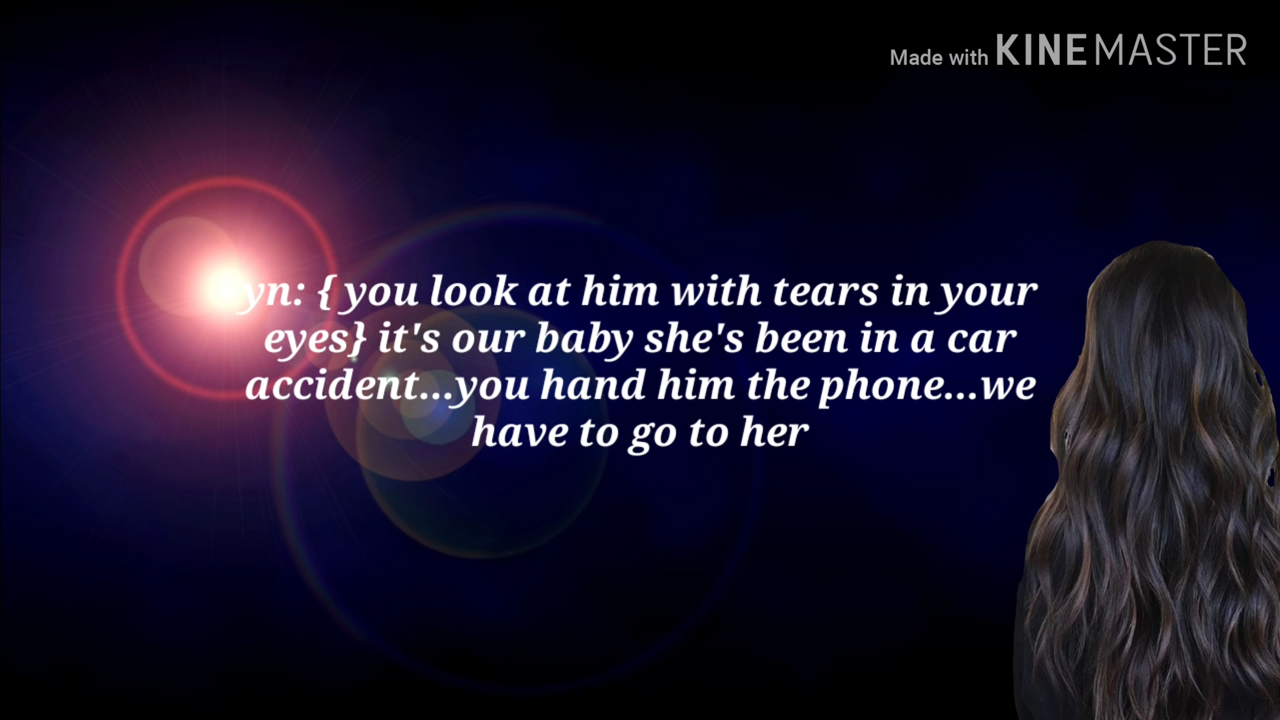 Made with KINEMASTER
yn: { you look at him with tears in your
eyes} it's our baby she's been in a car
accident...you hand him the phone...we
have to go to her